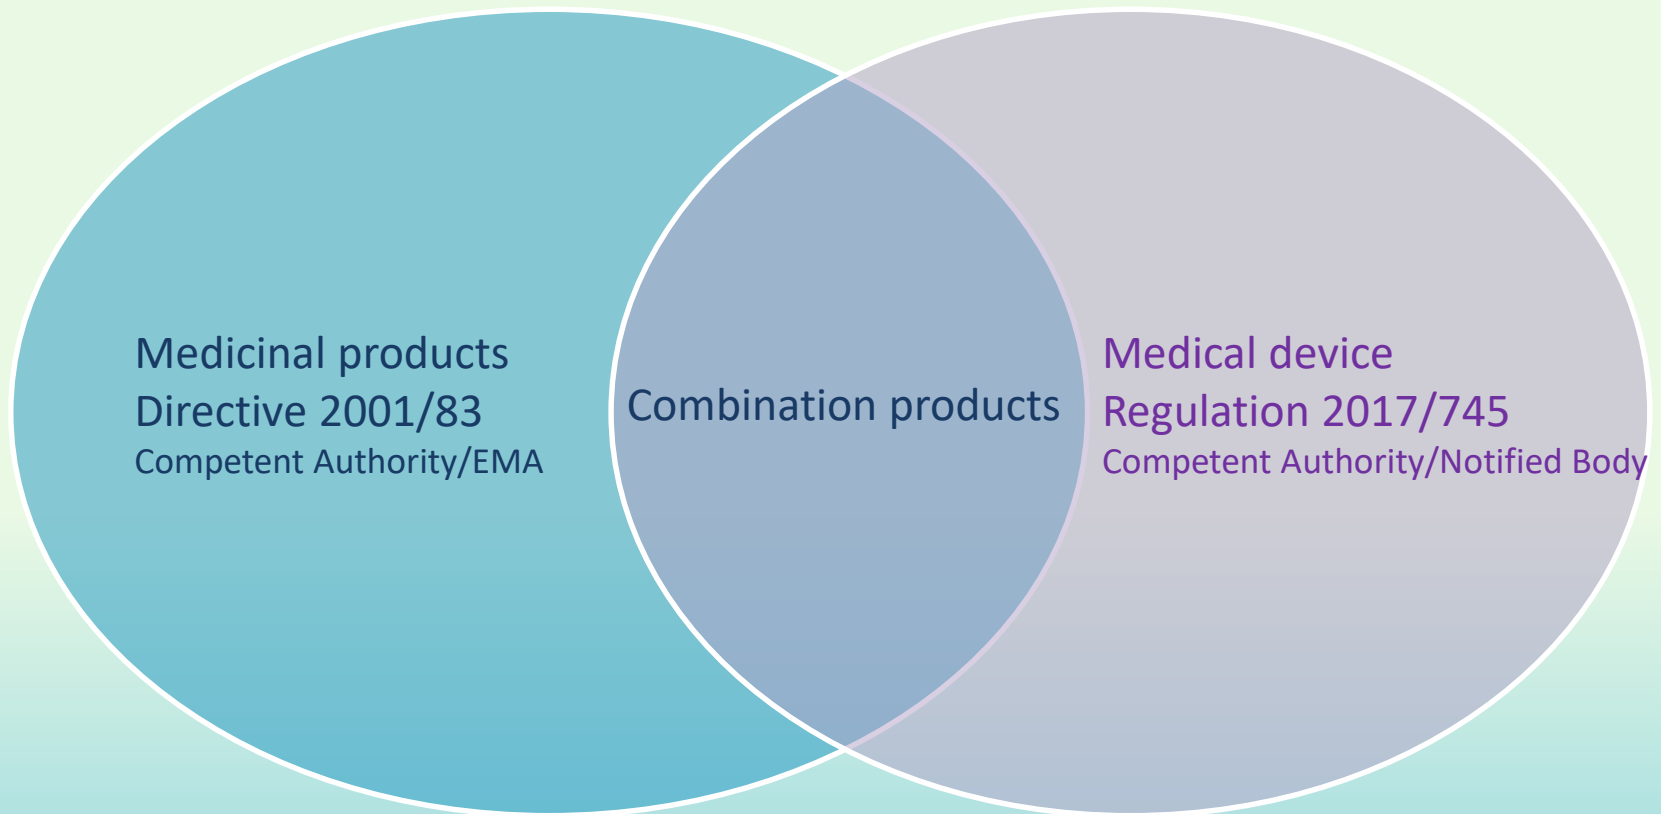 Medicinal products
Directive 2001/83
Competent Authority/EMA
Combination products
Medical device
Regulation 2017/745
Competent Authority/Notified Body